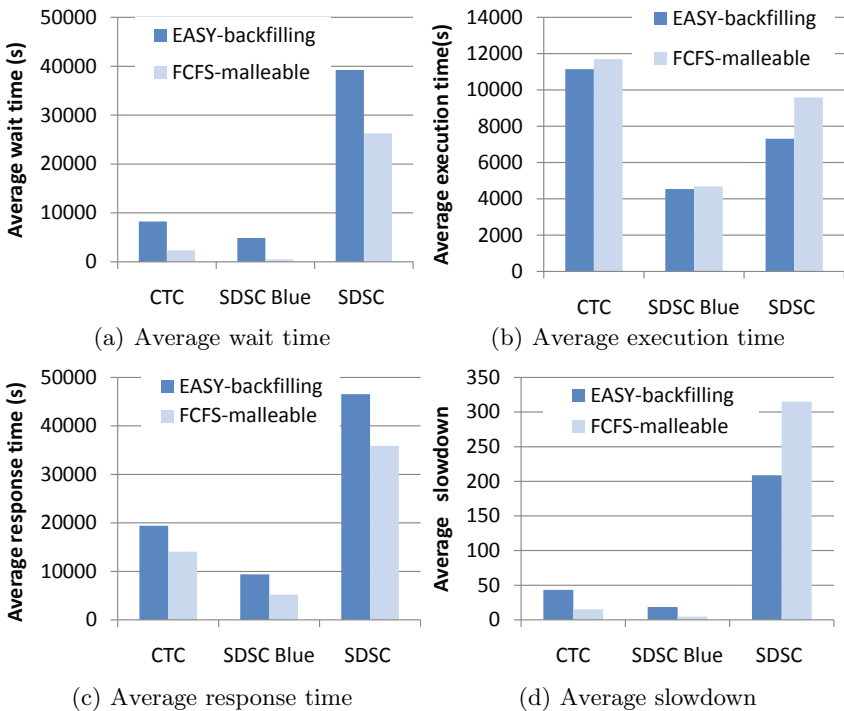 Average wait time (s)
50000
40000
30000
20000
10000
0
EASY-backfilling
FCFS-malleable
CTC
SDSC Blue
SDSC
(a) Average wait time
Average execution time(s)
14000
12000
10000
8000
6000
4000
2000
0
EASY-backfilling
FCFS-malleable
CTC
SDSC Blue
SDSC
(b) Average execution time
Average response time (s)
50000
40000
30000
20000
10000
0
EASY-backfilling
FCFS-malleable
CTC
SDSC Blue
SDSC
(c) Average response time
Average slowdown
350
300
250
200
150
100
50
0
EASY-backfilling
FCFS-malleable
CTC
SDSC Blue
SDSC
(d) Average slowdown